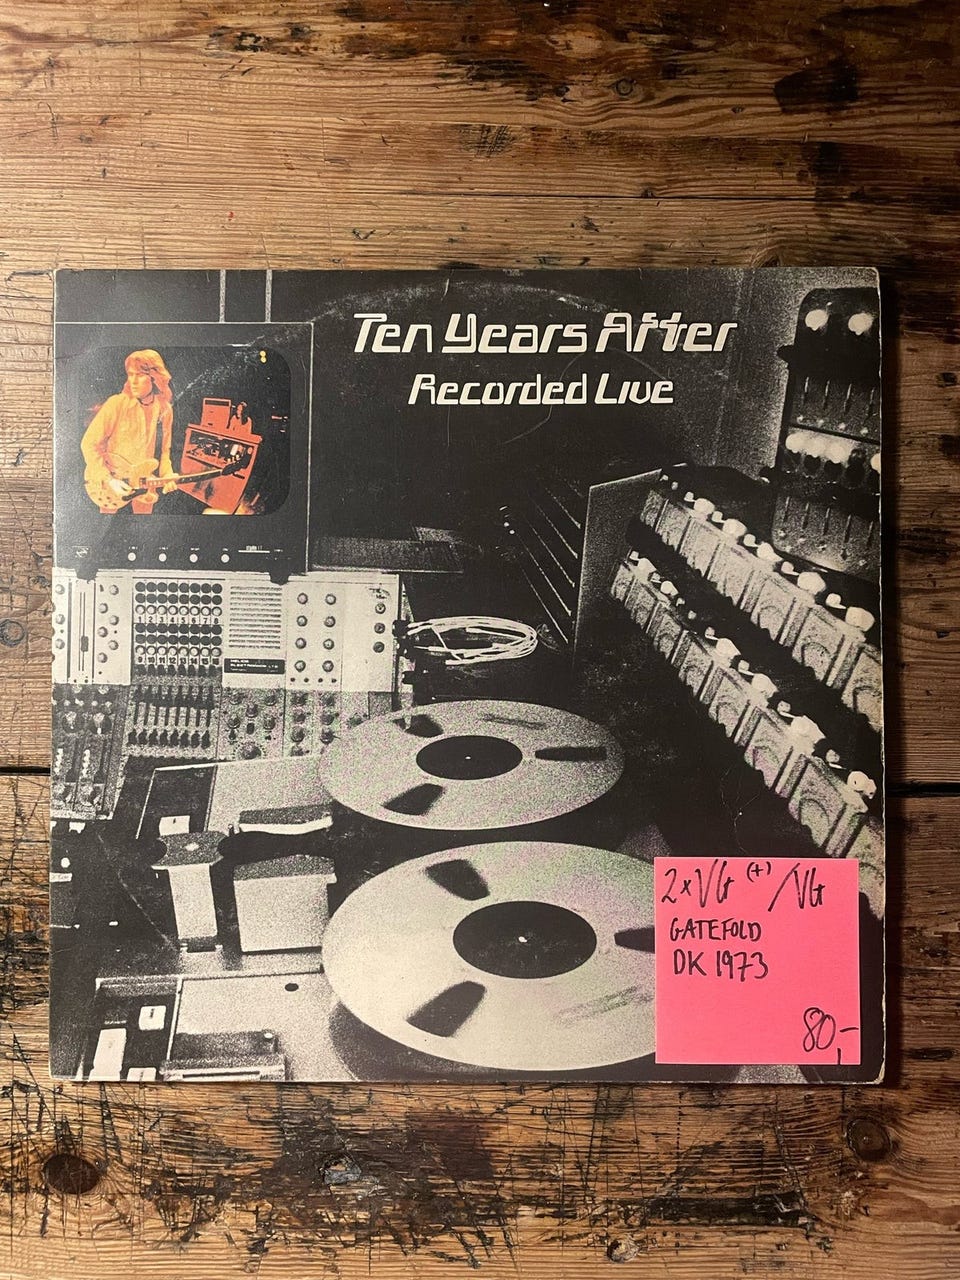 Ten Years After
Recorded Live
2xVG (+) /VG
GATEFOLD
DK 1973
80,-